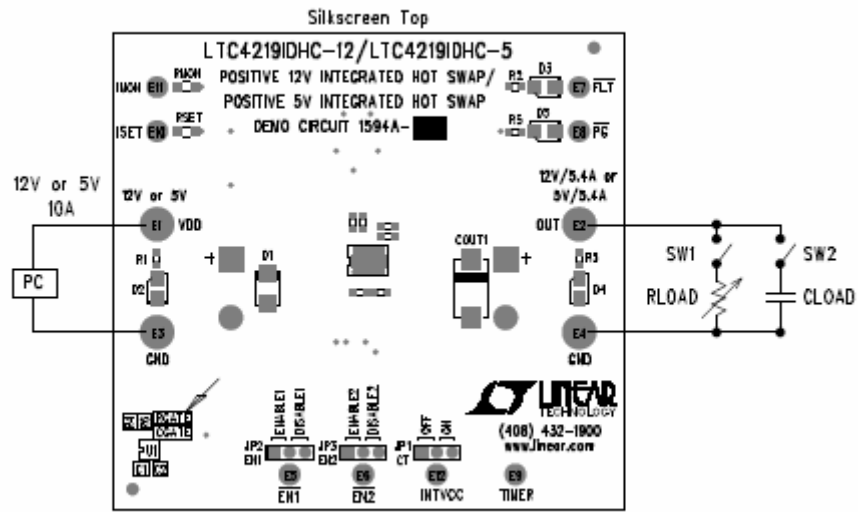 Silkscreen Top
LTC4219IDHC-12/LTC4219IDHC-5
POSITIVE 12V INTEGRATED HOT SWAP/
POSITIVE 5V INTEGRATED HOT SWAP
DEMO CIRCUIT 1594A-
IMON E11 RMON
ISET E10 RSET
R2 D3 E7 FLT
R5 D5 E8 PG
12V or 5V
10A
12V or 5V
E1 VDD
12V/5.4A or
5V/5.4A
OUT E2
PC
R1
D2
+
D1
COUT1
+
R3
D4
SW1
SW2
RLOAD
CLOAD
E3
GND
E4
GND
RGATE
CGATE
LINEAR
TECHNOLOGY
(408) 432-1900
www.linear.com
ENABLE1
DISABLE1
ENABLE2
DISABLE2
OFF
ON
JP2
EN1
JP3
EN2
JP1
CT
E5
EN1
E6
EN2
E12
INTVCC
E9
TIMER